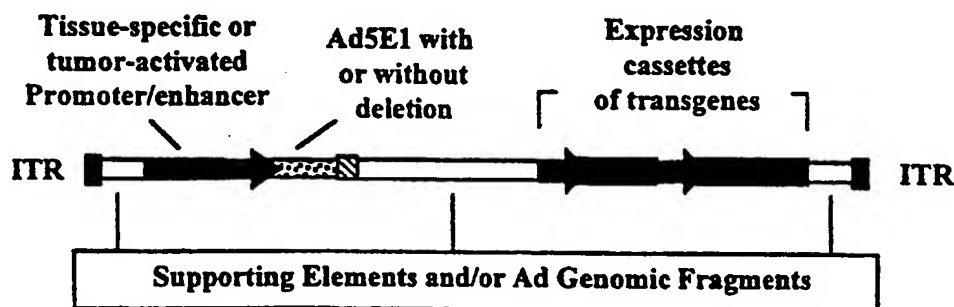 Tissue-specific or
tumor-activated
Promoter/enhancer
Ad5E1 with
or without
deletion
Expression
cassettes
of transgenes
ITR
ITR
Supporting Elements and/or Ad Genomic Fragments